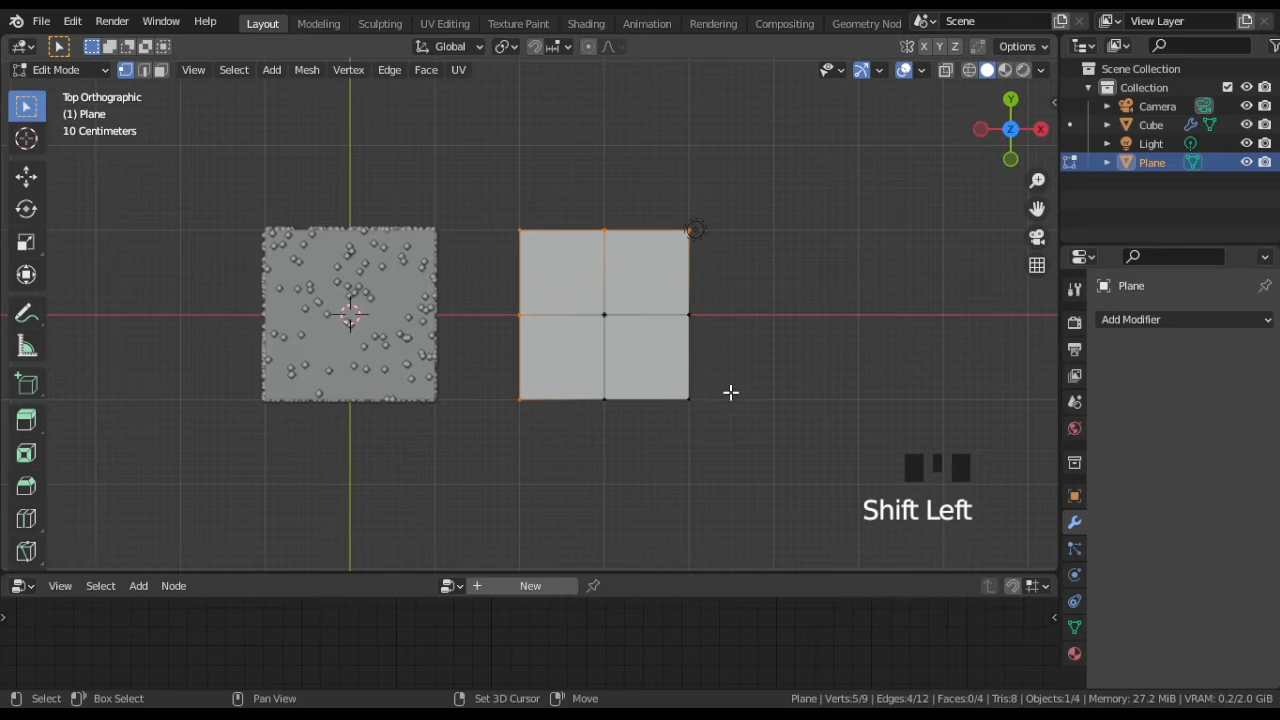 File Edit Render Window Help Layout Modeling Sculpting UV Editing Texture Paint Shading Animation Rendering Compositing Geometry Nod Scene View Layer
Global X Y Z Options
Edit Mode View Select Add Mesh Vertex Edge Face UV
Top Orthographic
(1) Plane
10 Centimeters
Y
Z X
Scene Collection
Collection
Camera
Cube
Light
Plane
Plane
Add Modifier
Shift Left
View Select Add Node New
Select Box Select Pan View Set 3D Cursor Move Plane | Verts:5/9 | Edges:4/12 | Faces:0/4 | Tris:8 | Objects:1/4 | Memory: 27.2 MiB | VRAM: 0.2/2.0 GiB